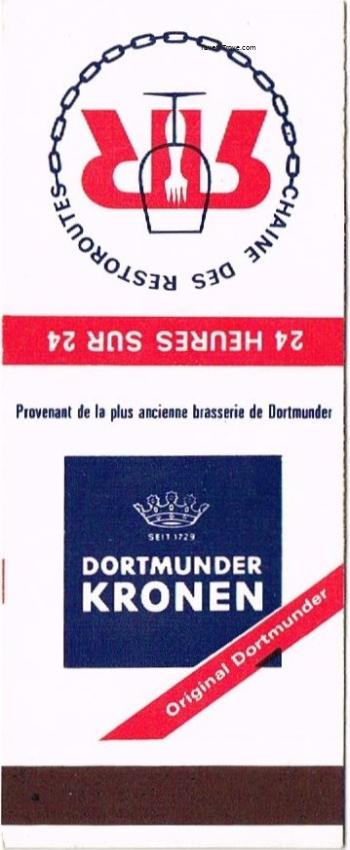 CHAINE DES RESTOROUTES
24 HEURES SUR 24
Provenant de la plus ancienne brasserie de Dortmunder
SEIT 1729
DORTMUNDER
KRONEN
Original Dortmunder